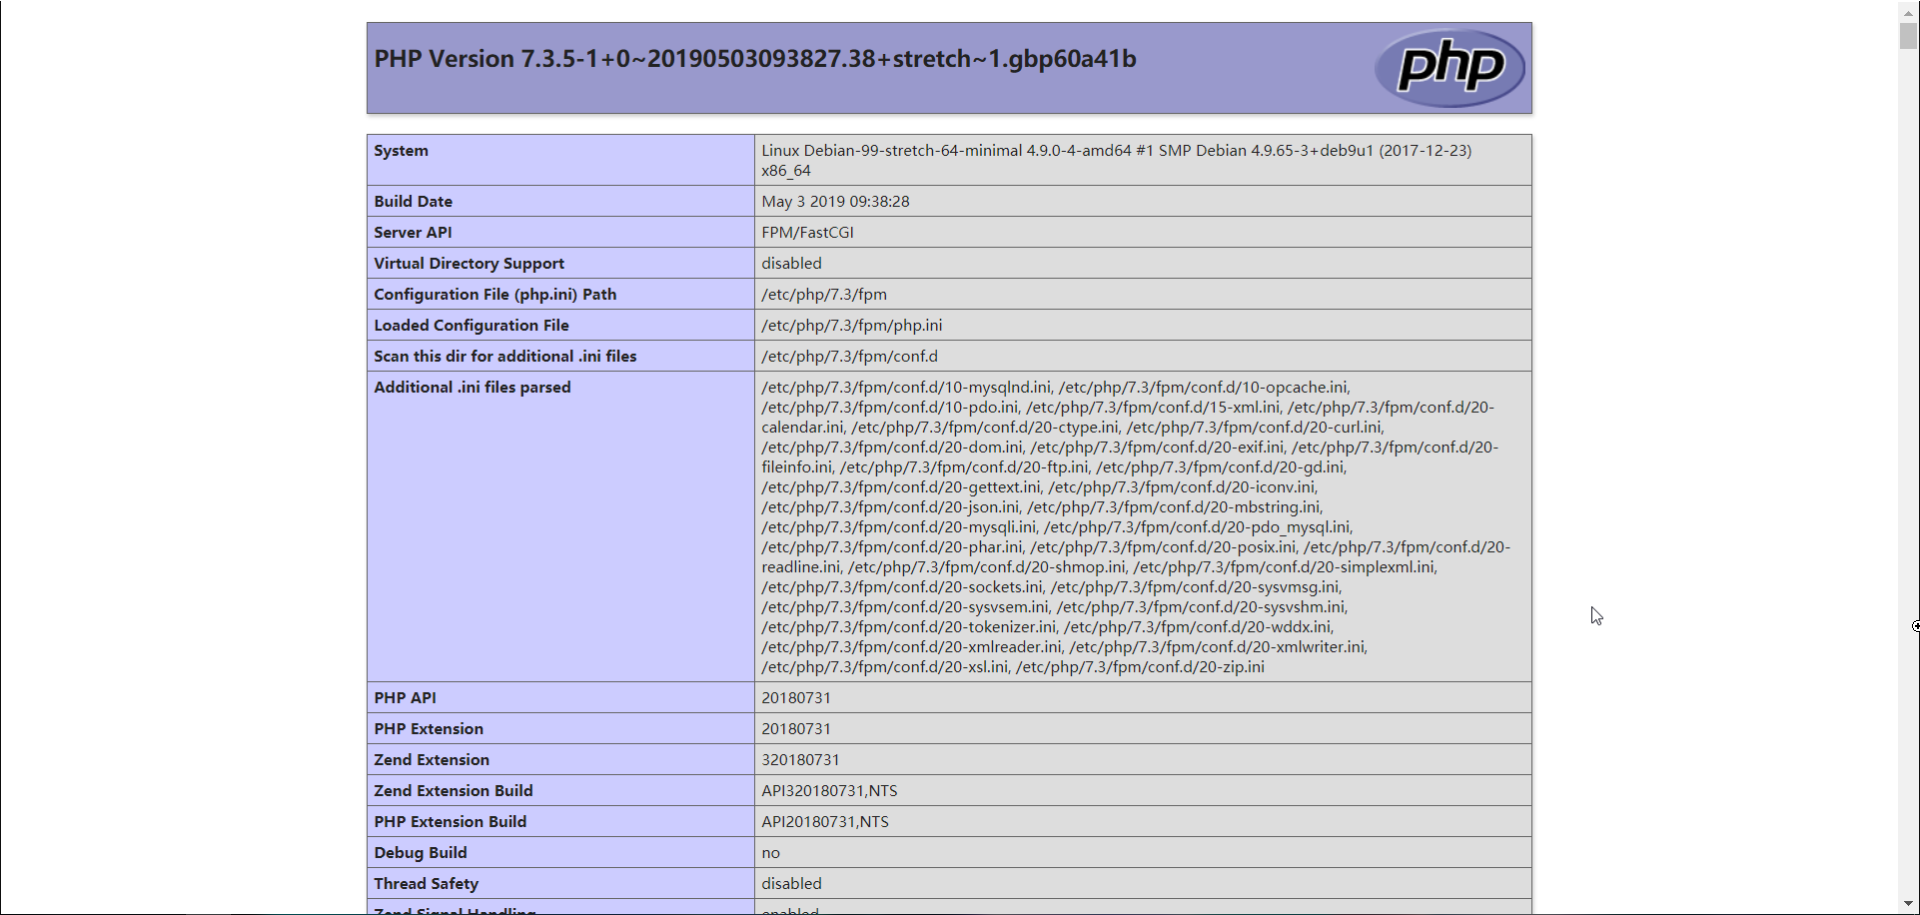 PHP Version 7.3.5-1+0~20190503093827.38+stretch~1.gbp60a41b
php
System
Linux Debian-99-stretch-64-minimal 4.9.0-4-amd64 #1 SMP Debian 4.9.65-3+deb9u1 (2017-12-23)
x86_64
Build Date
May 3 2019 09:38:28
Server API
FPM/FastCGI
Virtual Directory Support
disabled
Configuration File (php.ini) Path
/etc/php/7.3/fpm
Loaded Configuration File
/etc/php/7.3/fpm/php.ini
Scan this dir for additional .ini files
/etc/php/7.3/fpm/conf.d
Additional .ini files parsed
/etc/php/7.3/fpm/conf.d/10-mysqlnd.ini, /etc/php/7.3/fpm/conf.d/10-opcache.ini,
/etc/php/7.3/fpm/conf.d/10-pdo.ini, /etc/php/7.3/fpm/conf.d/15-xml.ini, /etc/php/7.3/fpm/conf.d/20-
calendar.ini, /etc/php/7.3/fpm/conf.d/20-ctype.ini, /etc/php/7.3/fpm/conf.d/20-curl.ini,
/etc/php/7.3/fpm/conf.d/20-dom.ini, /etc/php/7.3/fpm/conf.d/20-exif.ini, /etc/php/7.3/fpm/conf.d/20-
fileinfo.ini, /etc/php/7.3/fpm/conf.d/20-ftp.ini, /etc/php/7.3/fpm/conf.d/20-gd.ini,
/etc/php/7.3/fpm/conf.d/20-gettext.ini, /etc/php/7.3/fpm/conf.d/20-iconv.ini,
/etc/php/7.3/fpm/conf.d/20-json.ini, /etc/php/7.3/fpm/conf.d/20-mbstring.ini,
/etc/php/7.3/fpm/conf.d/20-mysqli.ini, /etc/php/7.3/fpm/conf.d/20-pdo_mysql.ini,
/etc/php/7.3/fpm/conf.d/20-phar.ini, /etc/php/7.3/fpm/conf.d/20-posix.ini, /etc/php/7.3/fpm/conf.d/20-
readline.ini, /etc/php/7.3/fpm/conf.d/20-shmop.ini, /etc/php/7.3/fpm/conf.d/20-simplexml.ini,
/etc/php/7.3/fpm/conf.d/20-sockets.ini, /etc/php/7.3/fpm/conf.d/20-sysvmsg.ini,
/etc/php/7.3/fpm/conf.d/20-sysvsem.ini, /etc/php/7.3/fpm/conf.d/20-sysvshm.ini,
/etc/php/7.3/fpm/conf.d/20-tokenizer.ini, /etc/php/7.3/fpm/conf.d/20-wddx.ini,
/etc/php/7.3/fpm/conf.d/20-xmlreader.ini, /etc/php/7.3/fpm/conf.d/20-xmlwriter.ini,
/etc/php/7.3/fpm/conf.d/20-xsl.ini, /etc/php/7.3/fpm/conf.d/20-zip.ini
PHP API
20180731
PHP Extension
20180731
Zend Extension
320180731
Zend Extension Build
API320180731,NTS
PHP Extension Build
API20180731,NTS
Debug Build
no
Thread Safety
disabled
Zend Signal Handling
enabled